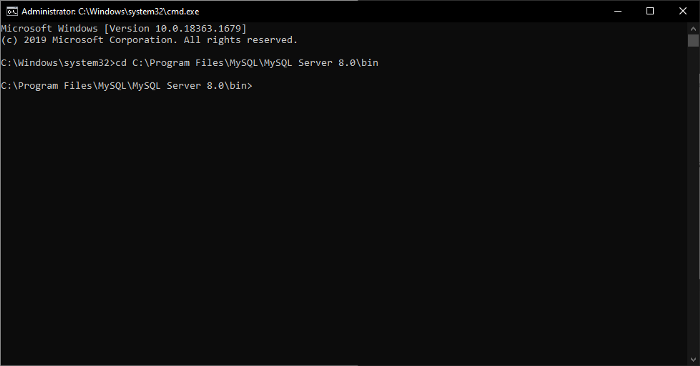 Administrator: C:\Windows\system32\cmd.exe
Microsoft Windows [Version 10.0.18363.1679]
(c) 2019 Microsoft Corporation. All rights reserved.
C:\Windows\system32>cd C:\Program Files\MySQL\MySQL Server 8.0\bin
C:\Program Files\MySQL\MySQL Server 8.0\bin>